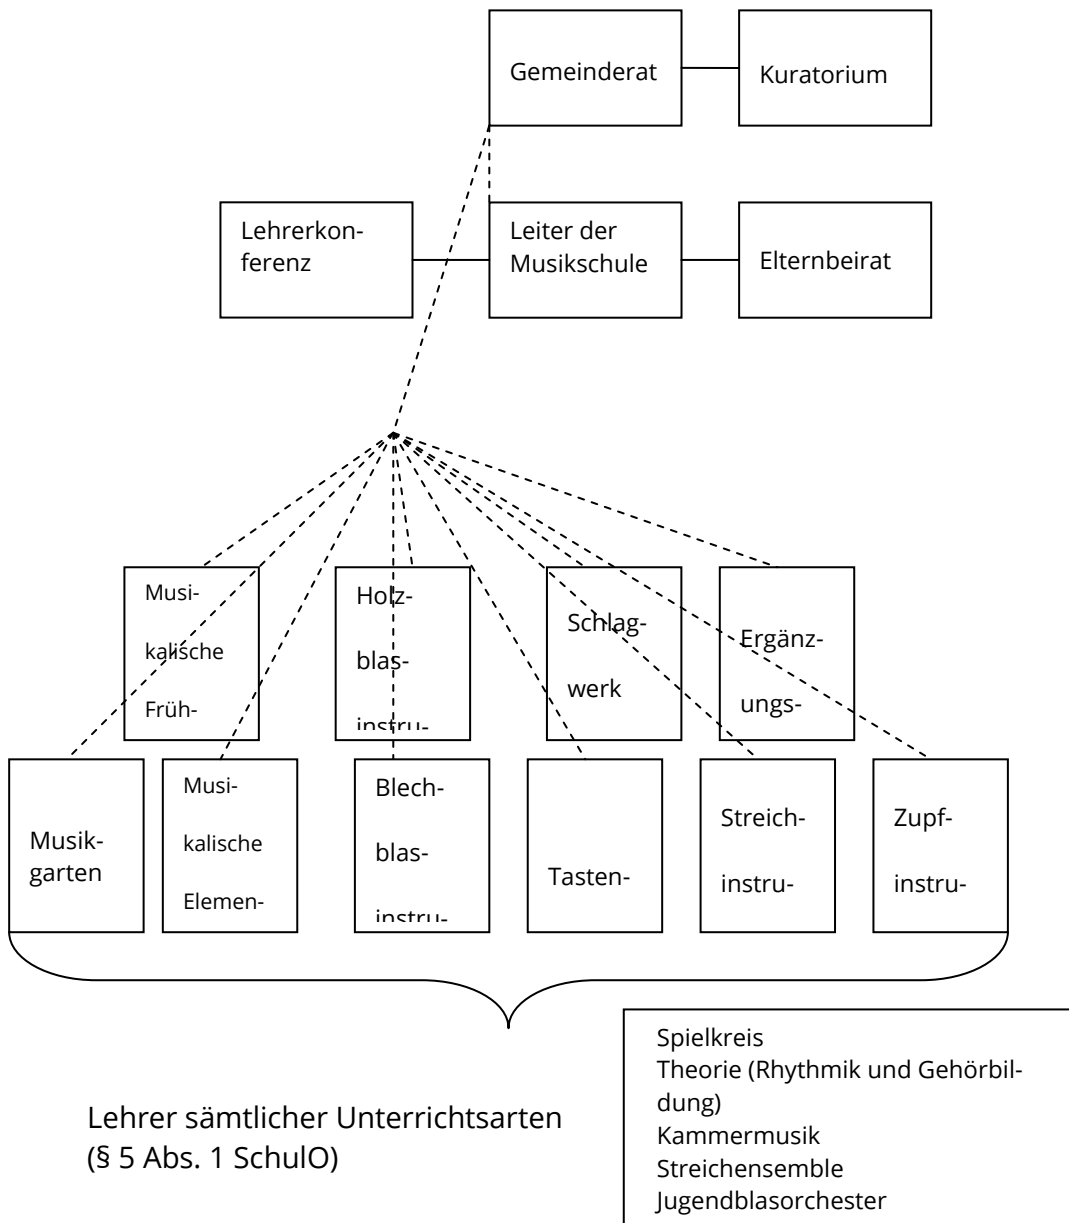 Gemeinderat
Kuratorium
Lehrerkon-
ferenz
Leiter der
Musikschule
Elternbeirat
Musi-
kalische
Früh-
Holz-
blas-
instru-
Schlag-
werk
Ergänz-
ungs-
Musik-
garten
Musi-
kalische
Elemen-
Blech-
blas-
instru-
Tasten-
Streich-
instru-
Zupf-
instru-
Lehrer sämtlicher Unterrichtsarten
(§ 5 Abs. 1 SchulO)
Spielkreis
Theorie (Rhythmik und Gehörbil-
dung)
Kammermusik
Streichensemble
Jugendblasorchester